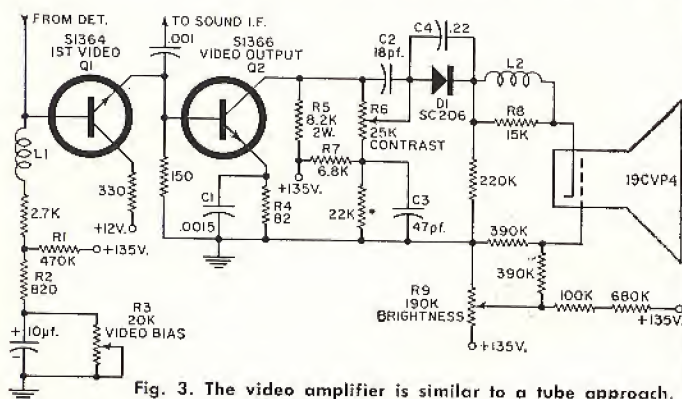 FROM DET.
S1364
1ST VIDEO
Q1
TO SOUND I.F.
.001
S1366
VIDEO OUTPUT
Q2
C2
18pf.
C4
.22
D1
SC206
L2
R8
15K
19CVP4
L1
2.7K
R1
470K
+135V.
R2
820
+
10µf.
R3
20K
VIDEO BIAS
330
+12V.
150
C1
.0015
R4
82
R5
8.2K
2W.
R7
6.8K
+135V.
R6
25K
CONTRAST
22K
C3
47pf.
220K
390K
390K
R9
190K
BRIGHTNESS
+135V.
100K
680K
+135V.
Fig. 3. The video amplifier is similar to a tube approach.